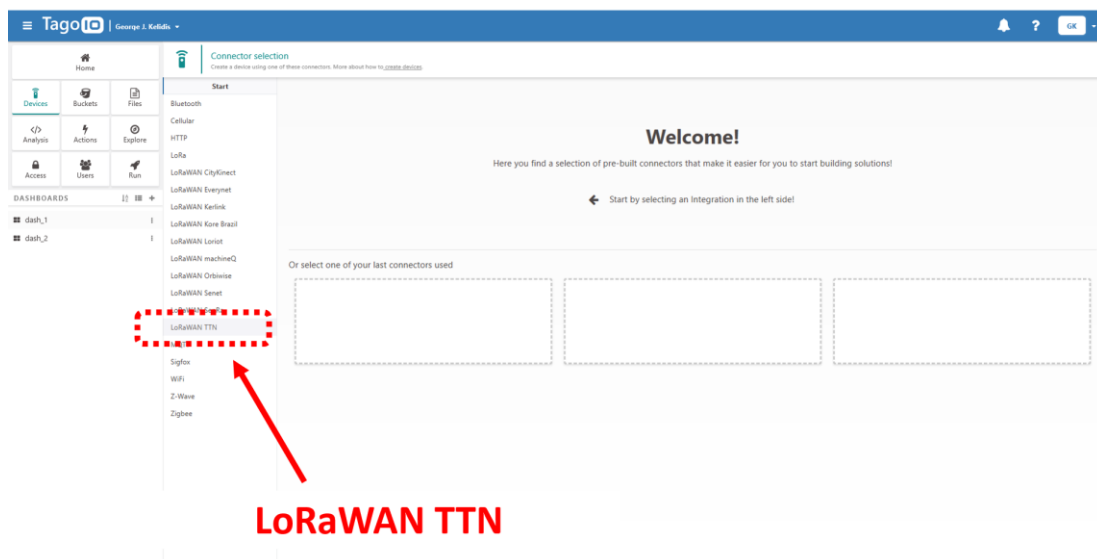 TagoIO | George J. Kelidis
? GK
Home
Devices Buckets Files
Analysis Actions Explore
Access Users Run
DASHBOARDS
dash_1
dash_2
Connector selection
Create a device using one of these connectors. More about how to create devices.
Start
Bluetooth
Cellular
HTTP
LoRa
LoRaWAN CityKinect
LoRaWAN Everynet
LoRaWAN Kerlink
LoRaWAN Kore Brazil
LoRaWAN Loriot
LoRaWAN machineQ
LoRaWAN Orbiwise
LoRaWAN Senet
LoRaWAN TTN
Sigfox
WiFi
Z-Wave
Zigbee
Welcome!
Here you find a selection of pre-built connectors that make it easier for you to start building solutions!
Start by selecting an Integration in the left side!
Or select one of your last connectors used
LoRaWAN TTN